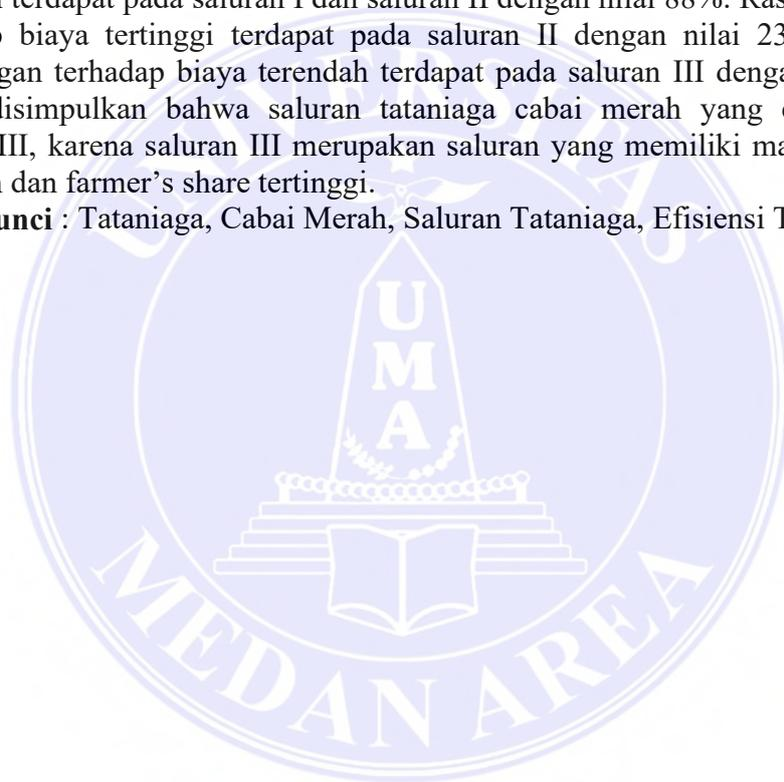 terdapat pada saluran I dan saluran II dengan nilai 88%.
biaya tertinggi terdapat pada saluran II dengan nilai 23
gan terhadap biaya terendah terdapat pada saluran III denga
disimpulkan bahwa saluran tataniaga cabai merah yang
III, karena saluran III merupakan saluran yang memiliki ma
dan farmer's share tertinggi.
unci : Tataniaga, Cabai Merah, Saluran Tataniaga, Efisiensi T
UNIVERSITAS
U
M
A
MEDAN AREA